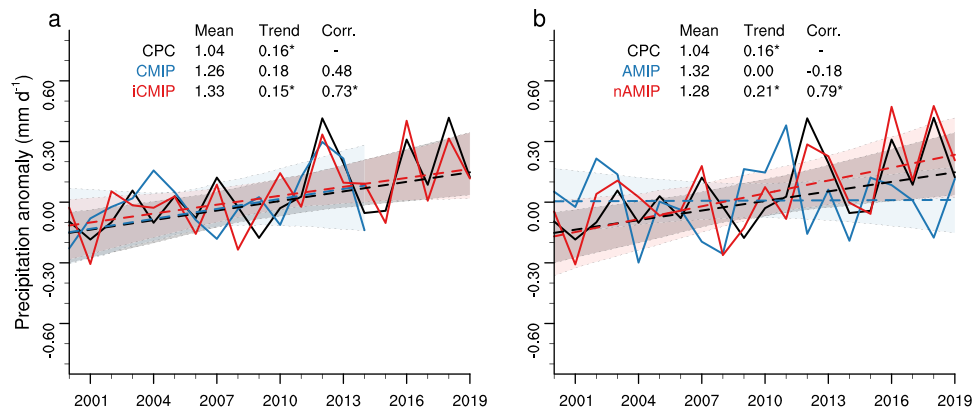 a
Mean Trend Corr.
CPC 1.04 0.16* -
CMIP 1.26 0.18 0.48
iCMIP 1.33 0.15* 0.73*
Precipitation anomaly (mm d⁻¹)
0.60
0.30
0.00
-0.30
-0.60
2001 2004 2007 2010 2013 2016 2019
b
Mean Trend Corr.
CPC 1.04 0.16* -
AMIP 1.32 0.00 -0.18
nAMIP 1.28 0.21* 0.79*
0.60
0.30
0.00
-0.30
-0.60
2001 2004 2007 2010 2013 2016 2019